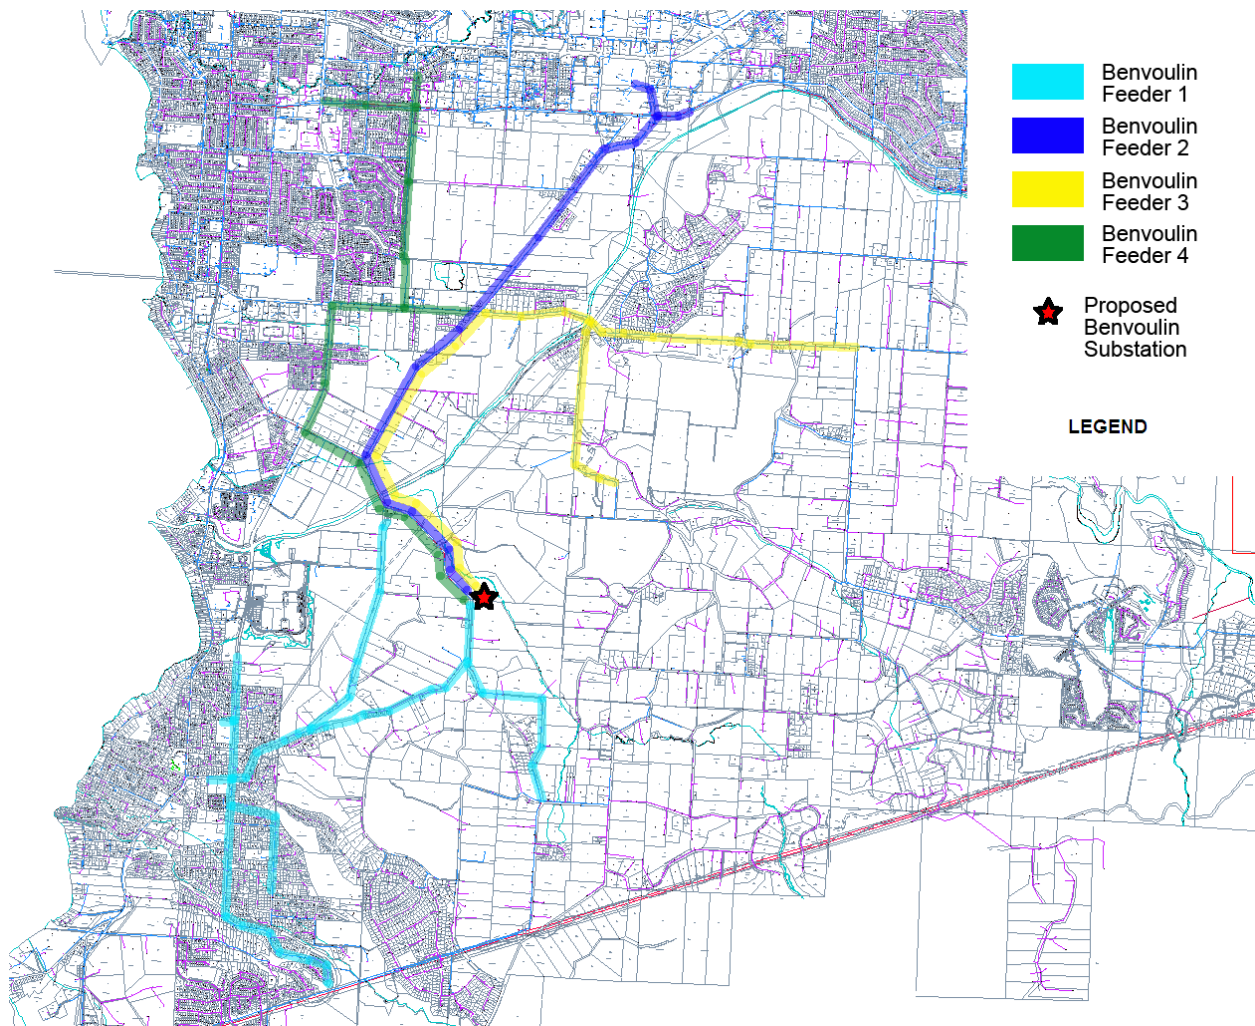 Benvoulin
Feeder 1
Benvoulin
Feeder 2
Benvoulin
Feeder 3
Benvoulin
Feeder 4
Proposed
Benvoulin
Substation
LEGEND